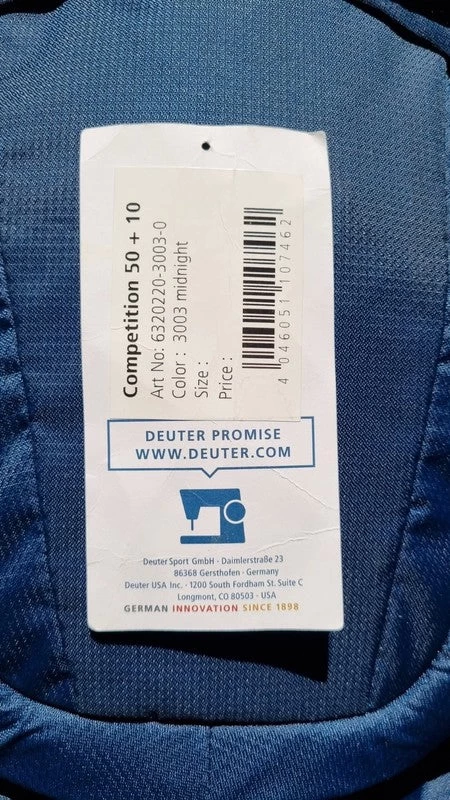 Competition 50 + 10
Art No: 6320220-3003-0
Color : 3003 midnight
Size :
Price :
4 046051 107462
DEUTER PROMISE
WWW.DEUTER.COM
Deuter Sport GmbH · Daimlerstraße 23
86368 Gersthofen · Germany
Deuter USA Inc. · 1200 South Fordham St. Suite C
Longmont, CO 80503 · USA
GERMAN INNOVATION SINCE 1898